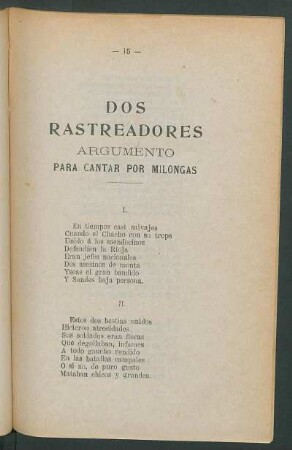 — 15 —
DOS
RASTREADORES
ARGUMENTO
PARA CANTAR POR MILONGAS
I.
En tiempos casi salvajes
Cuando el Chacho con su tropa
Unido á los mendocinos
Defendían la Rioja
Eran jefes nacionales
Dos asesinos de menta
Yseas el gran bandido
Y Sandes baja persona.
II.
Estos dos bestias unidos
Hicieron atrocidades
Sus soldados eran fieras
Que degollaban, infames
A todo gaucho rendido
En las batallas campales
O si no, de puro gusto
Mataban chicos y grandes.